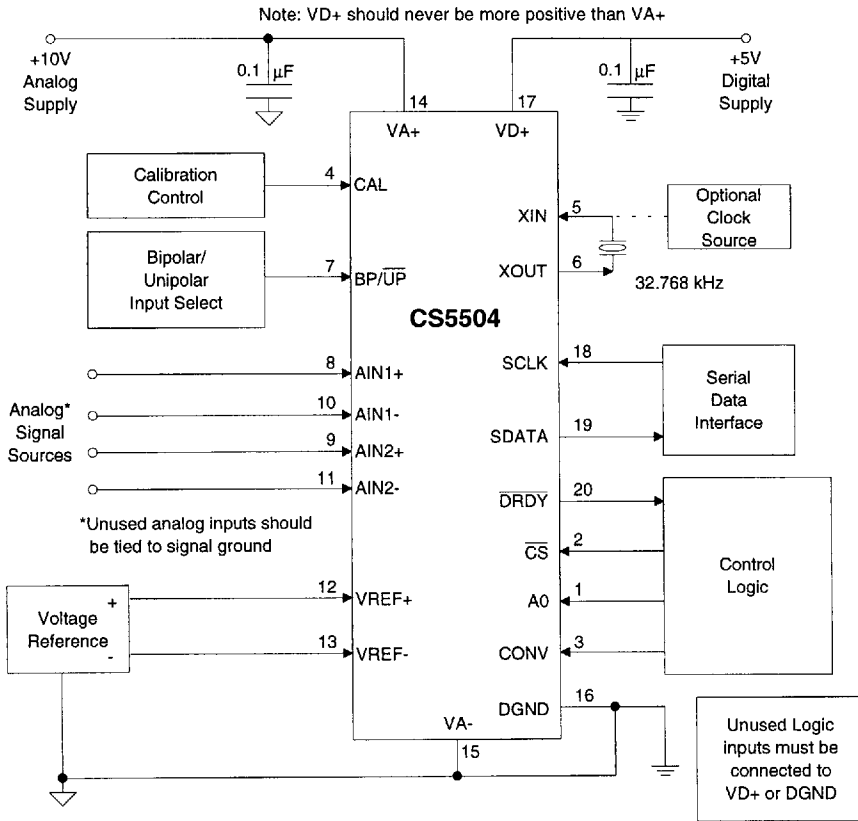 Note: VD+ should never be more positive than VA+
+10V
Analog
Supply
0.1 µF
0.1 µF
+5V
Digital
Supply
14
17
VA+
VD+
Calibration
Control
4
CAL
Bipolar/
Unipolar
Input Select
7
BP/UP
XIN
5
Optional
Clock
Source
XOUT
6
32.768 kHz
CS5504
Analog*
Signal
Sources
8
AIN1+
10
AIN1-
9
AIN2+
11
AIN2-
*Unused analog inputs should
be tied to signal ground
SCLK
18
SDATA
19
Serial
Data
Interface
DRDY
20
CS
2
A0
1
CONV
3
Control
Logic
Voltage
Reference
+
-
12
VREF+
13
VREF-
DGND
16
VA-
15
Unused Logic
inputs must be
connected to
VD+ or DGND